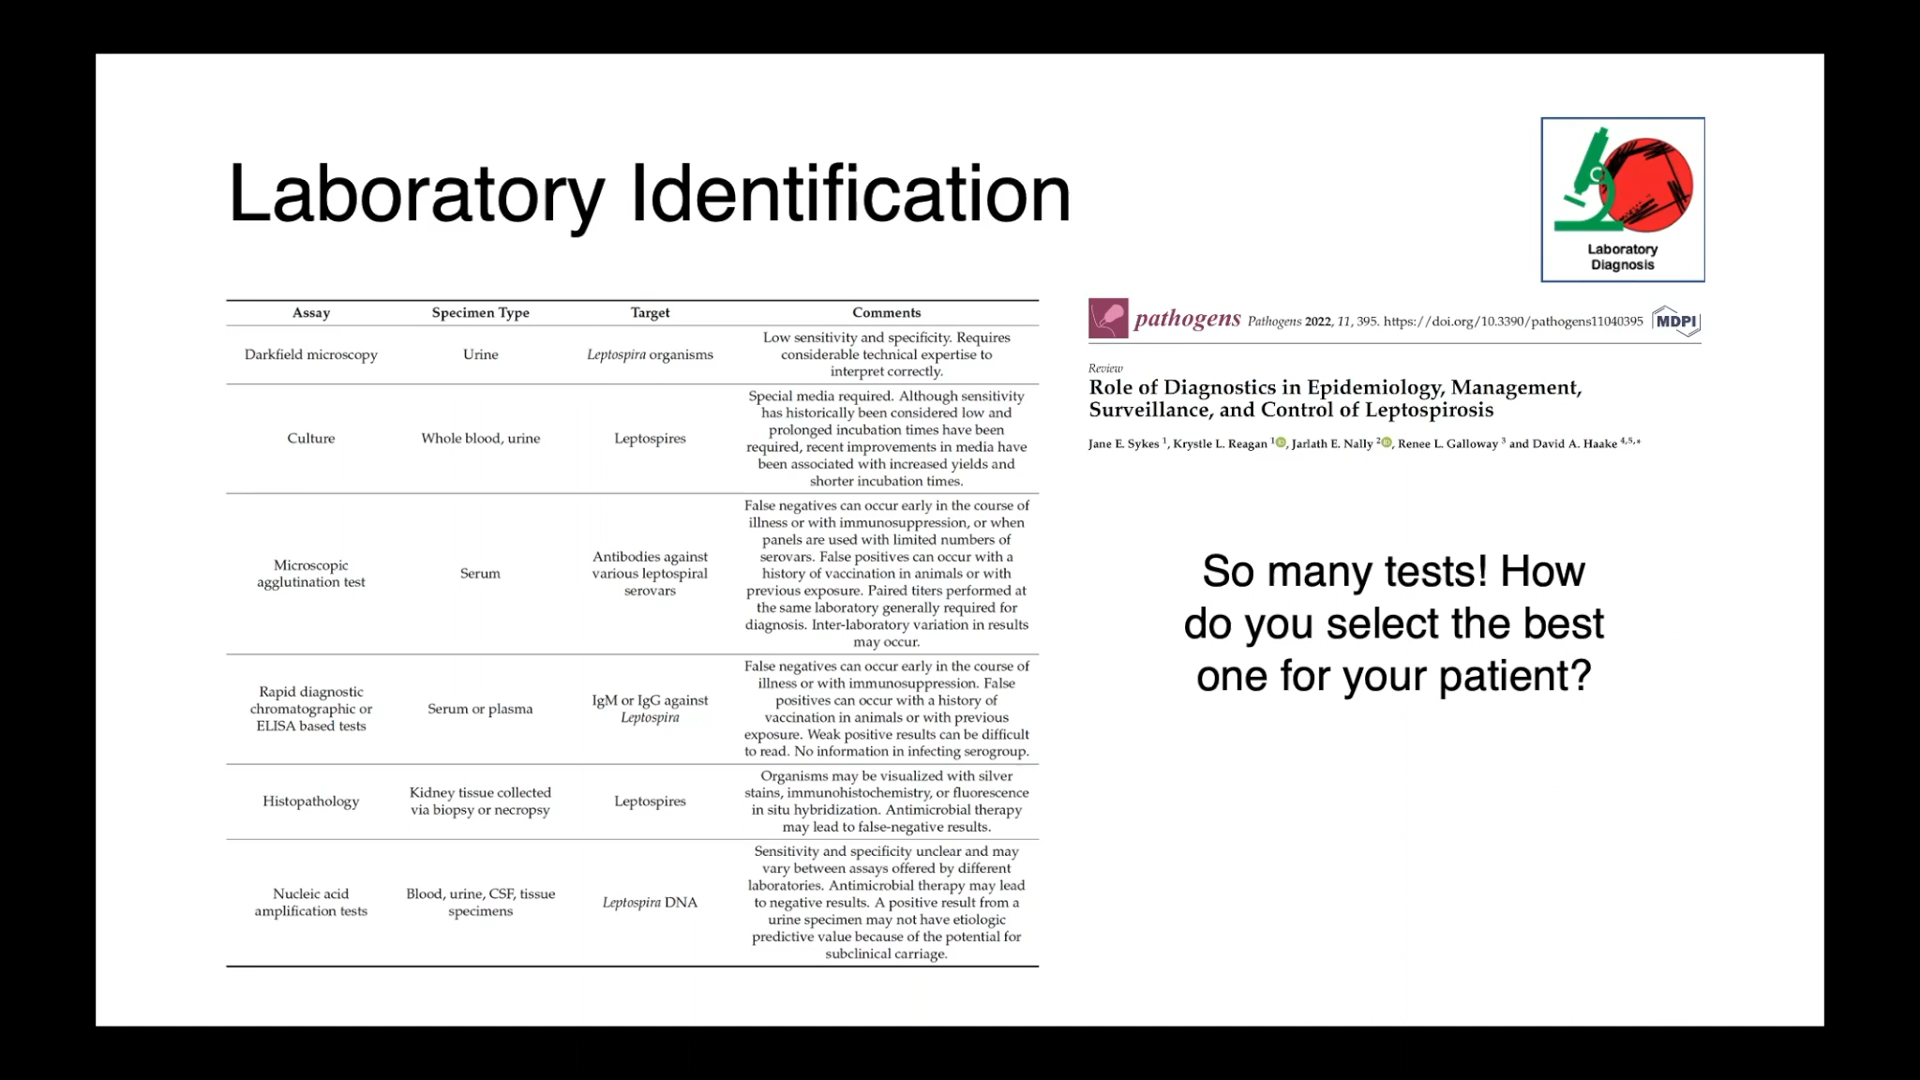 Laboratory Identification
Laboratory
Diagnosis
Assay Specimen Type Target Comments
Darkfield microscopy Urine Leptospira organisms Low sensitivity and specificity. Requires
considerable technical expertise to
interpret correctly.
Culture Whole blood, urine Leptospires Special media required. Although sensitivity
has historically been considered low and
prolonged incubation times have been
required, recent improvements in media have
been associated with increased yields and
shorter incubation times.
Microscopic
agglutination test
Serum
Antibodies against
various leptospiral
serovars
False negatives can occur early in the course of
illness or with immunosuppression, or when
panels are used with limited numbers of
serovars. False positives can occur with a
history of vaccination in animals or with
previous exposure. Paired titers performed at
the same laboratory generally required for
diagnosis. Inter-laboratory variation in results
may occur.
Rapid diagnostic
chromatographic or
ELISA based tests
Serum or plasma
IgM or IgG against
Leptospira
False negatives can occur early in the course of
illness or with immunosuppression. False
positives can occur with a history of
vaccination in animals or with previous
exposure. Weak positive results can be difficult
to read. No information in infecting serogroup.
Histopathology
Kidney tissue collected
via biopsy or necropsy
Leptospires
Organisms may be visualized with silver
stains, immunohistochemistry, or fluorescence
in situ hybridization. Antimicrobial therapy
may lead to false-negative results.
Nucleic acid
amplification tests
Blood, urine, CSF, tissue
specimens
Leptospira DNA
Sensitivity and specificity unclear and may
vary between assays offered by different
laboratories. Antimicrobial therapy may lead
to negative results. A positive result from a
urine specimen may not have etiologic
predictive value because of the potential for
subclinical carriage.
pathogens Pathogens 2022, 11, 395. https://doi.org/10.3390/pathogens11040395 MDPI
Review
Role of Diagnostics in Epidemiology, Management,
Surveillance, and Control of Leptospirosis
Jane E. Sykes 1, Krystle L. Reagan 1 iD, Jarlath E. Nally 2 iD, Renee L. Galloway 3 and David A. Haake 4,5,*
So many tests! How
do you select the best
one for your patient?